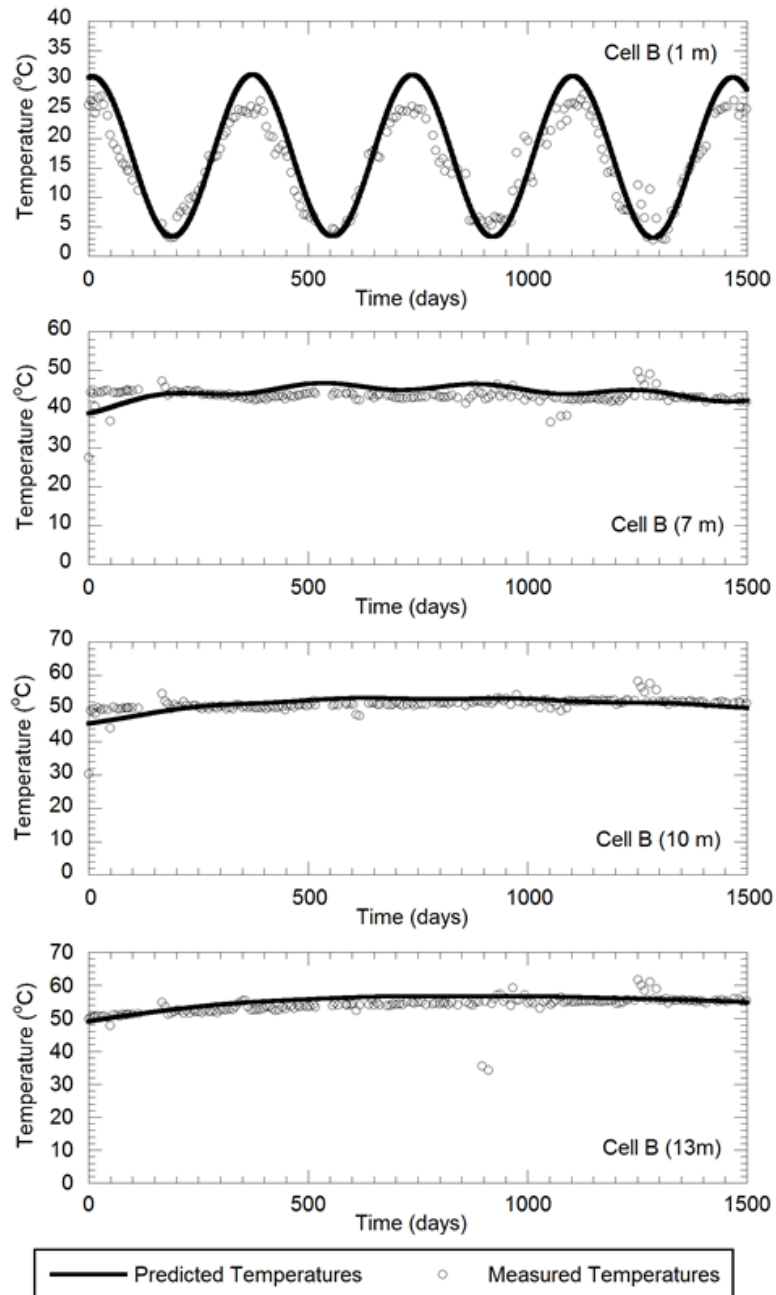 40
35
30
25
20
15
10
5
0
Temperature (°C)
Cell B (1 m)
0 500 1000 1500
Time (days)
60
50
40
30
20
10
0
Temperature (°C)
Cell B (7 m)
0 500 1000 1500
Time (days)
70
60
50
40
30
20
10
0
Temperature (°C)
Cell B (10 m)
0 500 1000 1500
Time (days)
70
60
50
40
30
20
10
0
Temperature (°C)
Cell B (13m)
0 500 1000 1500
Time (days)
Predicted Temperatures Measured Temperatures